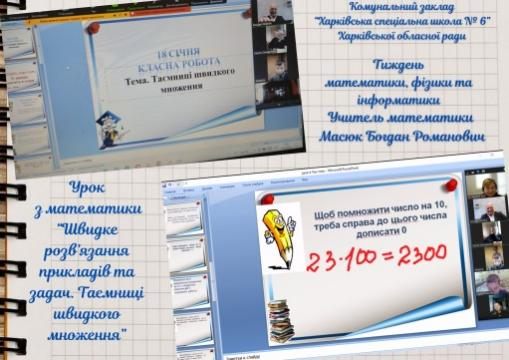 Комунальний заклад
"Харківська спеціальна школа № 6"
Харківської обласної ради
Тиждень
математики, фізики та
інформатики
Учитель математики
Масюк Богдан Романович
18 СІЧНЯ
КЛАСНА РОБОТА
Тема. Таємниці швидкого
множення
Урок
з математики
"Швидке
розв'язання
прикладів та
задач. Таємниці
швидкого
множення"
Щоб помножити число на 10,
треба справа до цього числа
дописати 0
23·100=2300